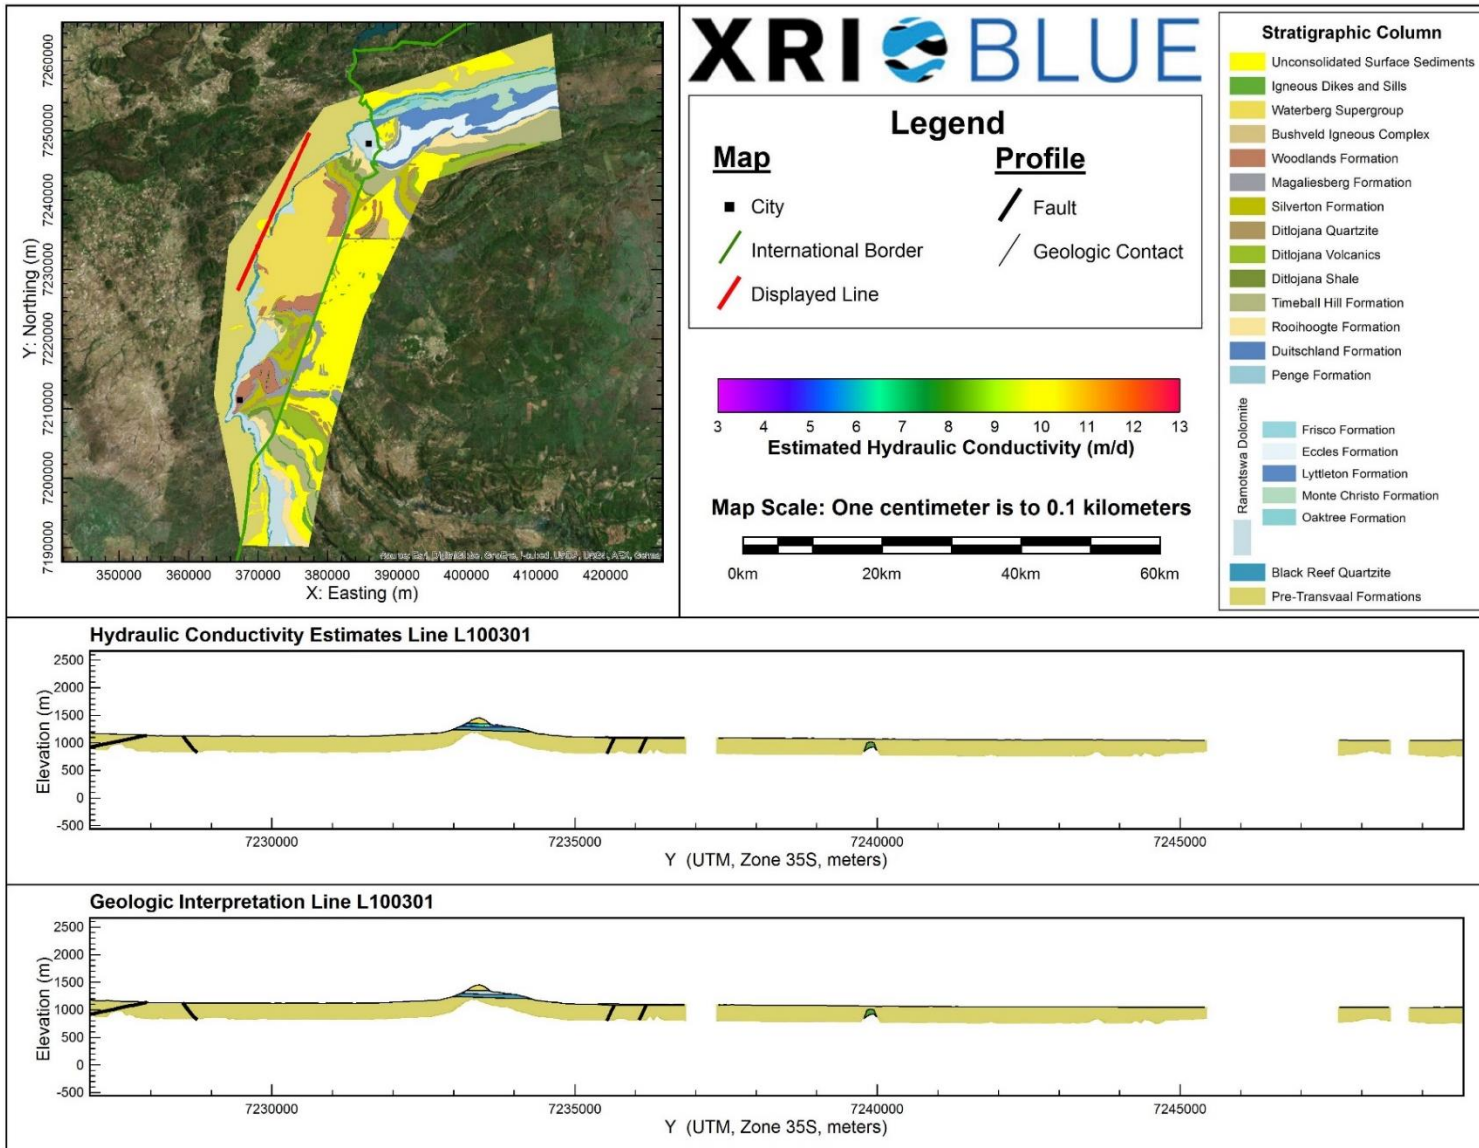 7260000
7250000
7240000
7230000
7220000
7210000
7200000
7190000
Y: Northing (m)
350000 360000 370000 380000 390000 400000 410000 420000
X: Easting (m)
XRI BLUE
Legend
Map
City
International Border
Displayed Line
Profile
Fault
Geologic Contact
3 4 5 6 7 8 9 10 11 12 13
Estimated Hydraulic Conductivity (m/d)
Map Scale: One centimeter is to 0.1 kilometers
0km 20km 40km 60km
Stratigraphic Column
Unconsolidated Surface Sediments
Igneous Dikes and Sills
Waterberg Supergroup
Bushveld Igneous Complex
Woodlands Formation
Magaliesberg Formation
Silverton Formation
Ditlojana Quartzite
Ditlojana Volcanics
Ditlojana Shale
Timeball Hill Formation
Rooihoogte Formation
Duitschland Formation
Penge Formation
Ramotswa Dolomite
Frisco Formation
Eccles Formation
Lyttleton Formation
Monte Christo Formation
Oaktree Formation
Black Reef Quartzite
Pre-Transvaal Formations
Hydraulic Conductivity Estimates Line L100301
Elevation (m)
2500
2000
1500
1000
500
0
-500
7230000 7235000 7240000 7245000
Y (UTM, Zone 35S, meters)
Geologic Interpretation Line L100301
Elevation (m)
2500
2000
1500
1000
500
0
-500
7230000 7235000 7240000 7245000
Y (UTM, Zone 35S, meters)